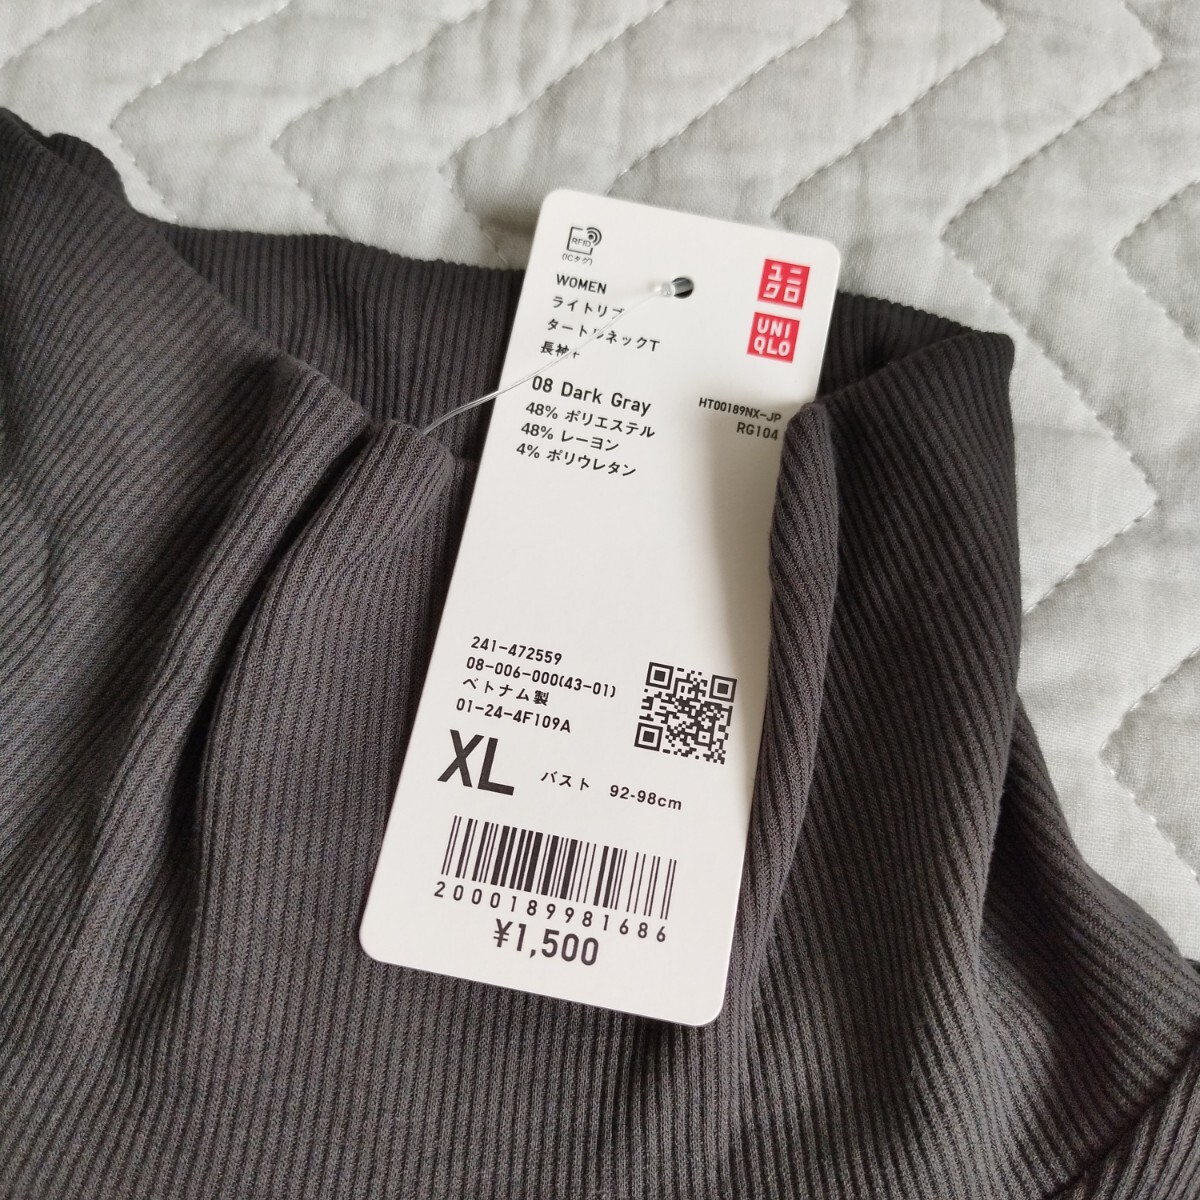 RFID
(ICタグ)
WOMEN
ライトリブ
タートルネックT
長袖+
ユニ
クロ
UNI
QLO
08 Dark Gray
48% ポリエステル
48% レーヨン
4% ポリウレタン
HT00189NX-JP
RG104
241-472559
08-006-000(43-01)
ベトナム製
01-24-4F109A
XL バスト 92-98cm
2000189981686
¥1,500